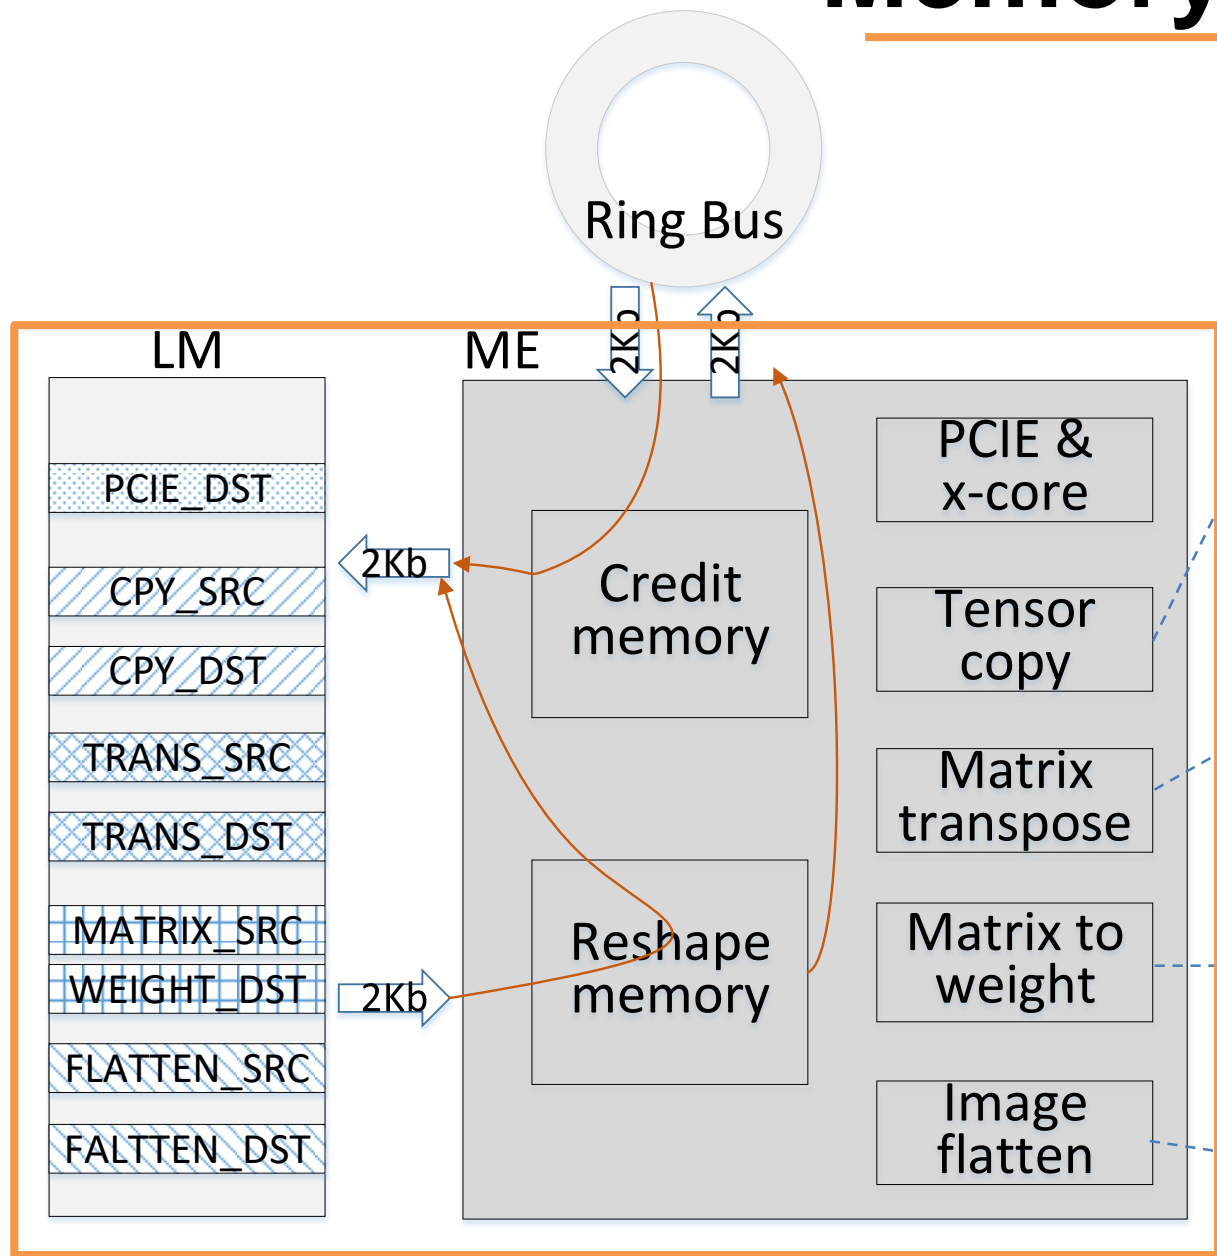 Memory
Ring Bus
2Kb
2Kb
LM
ME
PCIE_DST
CPY_SRC
CPY_DST
TRANS_SRC
TRANS_DST
MATRIX_SRC
WEIGHT_DST
FLATTEN_SRC
FALTTEN_DST
2Kb
2Kb
Credit
memory
Reshape
memory
PCIE &
x-core
Tensor
copy
Matrix
transpose
Matrix to
weight
Image
flatten